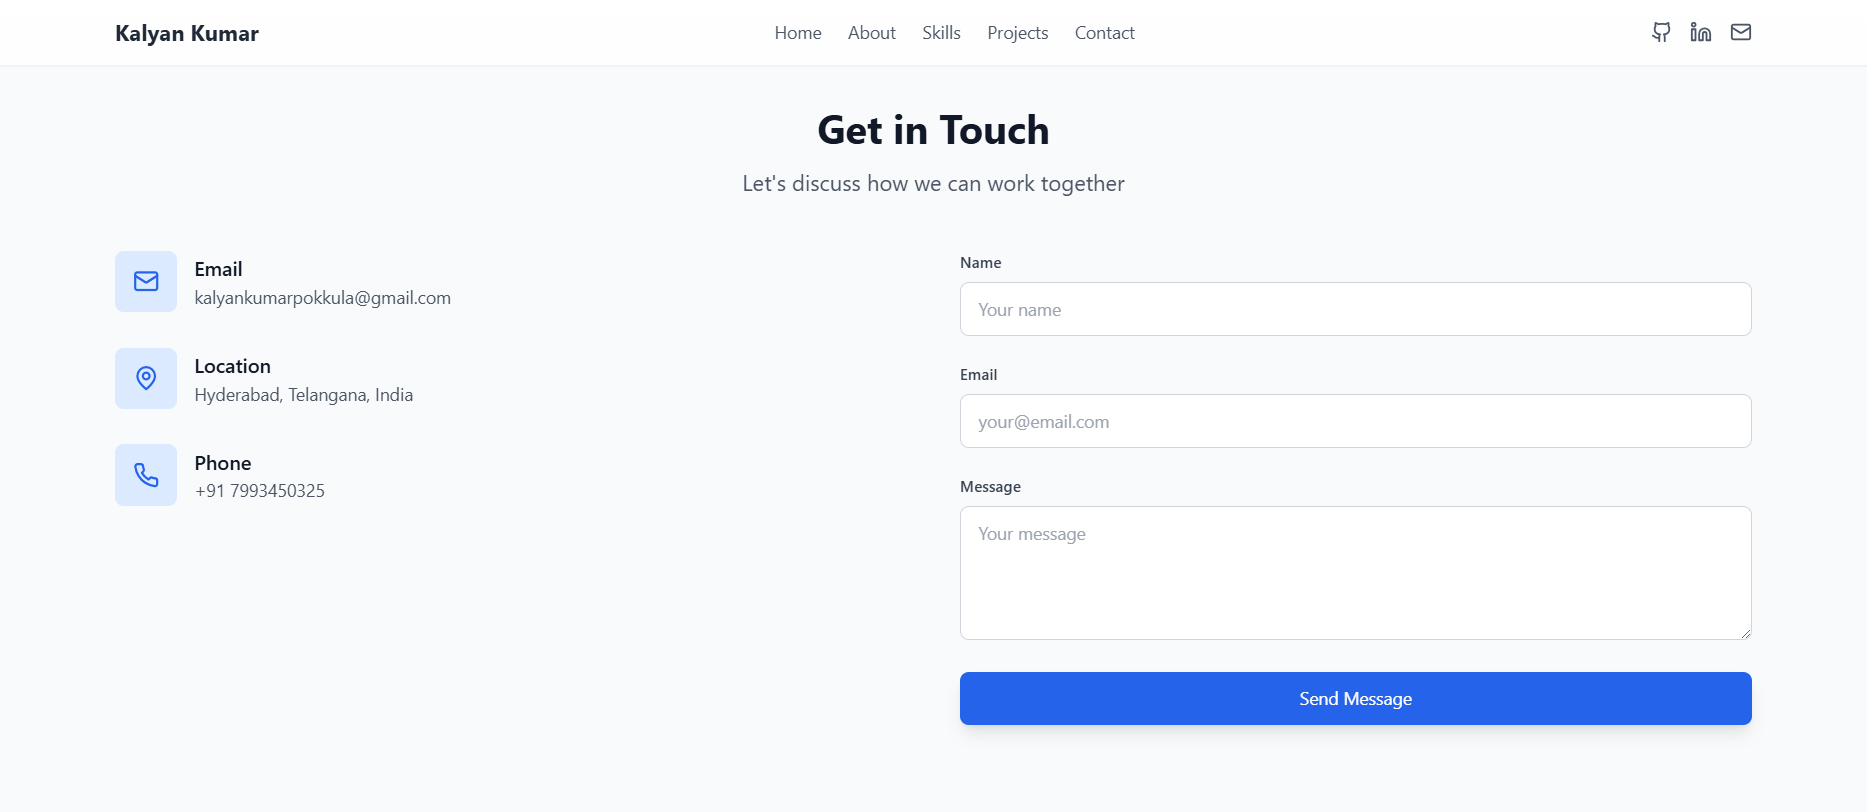 Kalyan Kumar
Home About Skills Projects Contact
Get in Touch
Let's discuss how we can work together
Email
kalyankumarpokkula@gmail.com
Location
Hyderabad, Telangana, India
Phone
+91 7993450325
Name
Your name
Email
your@email.com
Message
Your message
Send Message